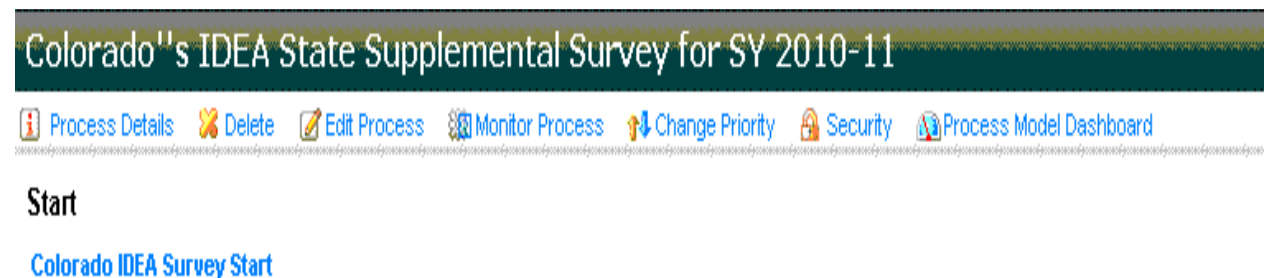 Colorado''s IDEA State Supplemental Survey for SY 2010-11
Process Details Delete Edit Process Monitor Process Change Priority Security Process Model Dashboard
Start
Colorado IDEA Survey Start